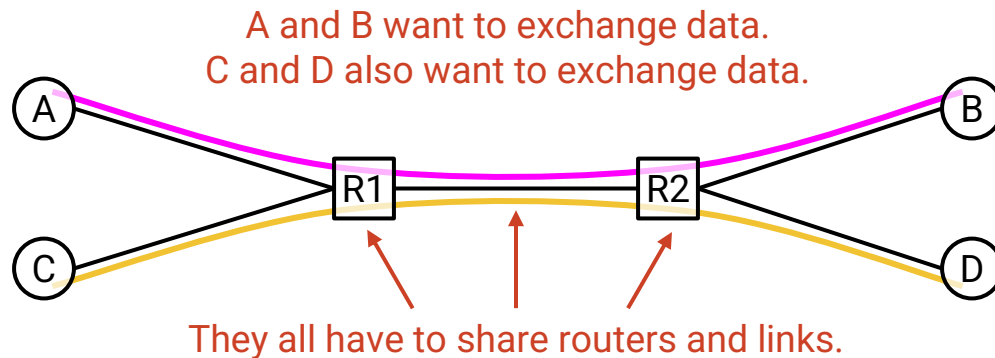 A and B want to exchange data.
C and D also want to exchange data.
A
B
R1
R2
C
D
They all have to share routers and links.